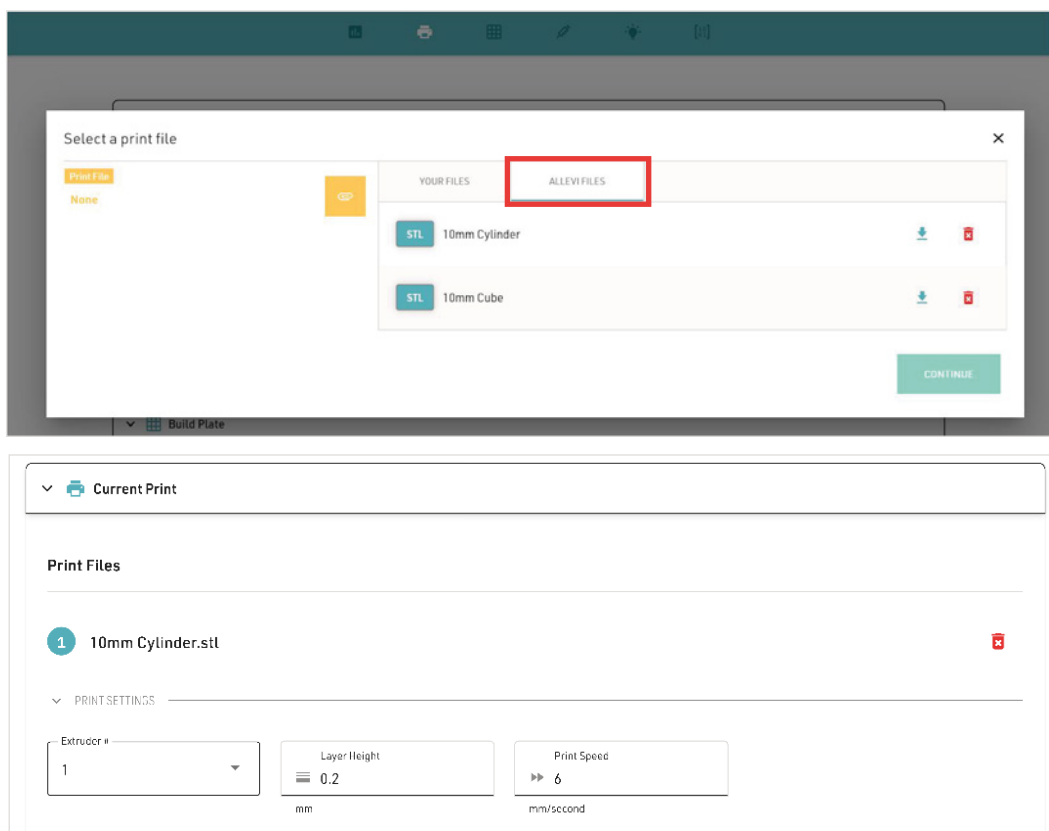 Select a print file
Print File
None
YOUR FILES
ALLEVI FILES
STL 10mm Cylinder
STL 10mm Cube
CONTINUE
Build Plate
Current Print
Print Files
1 10mm Cylinder.stl
PRINT SETTINGS
Extruder #
1
Layer Height
0.2
mm
Print Speed
6
mm/second